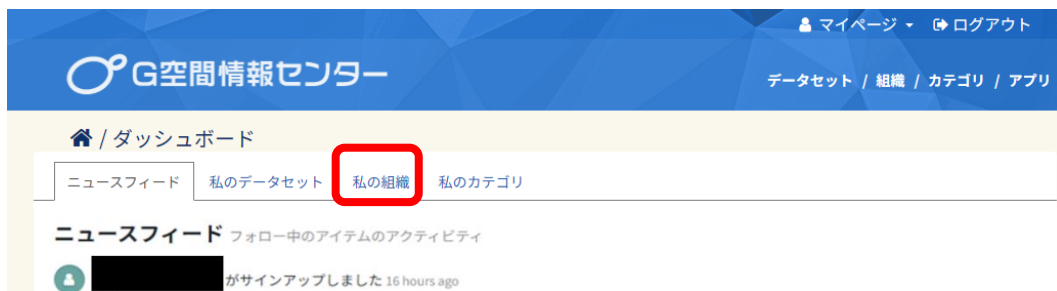 マイページ ログアウト
G空間情報センター
データセット / 組織 / カテゴリ / アプリ
/ ダッシュボード
ニュースフィード 私のデータセット 私の組織 私のカテゴリ
ニュースフィード フォロー中のアイテムのアクティビティ
がサインアップしました 16 hours ago